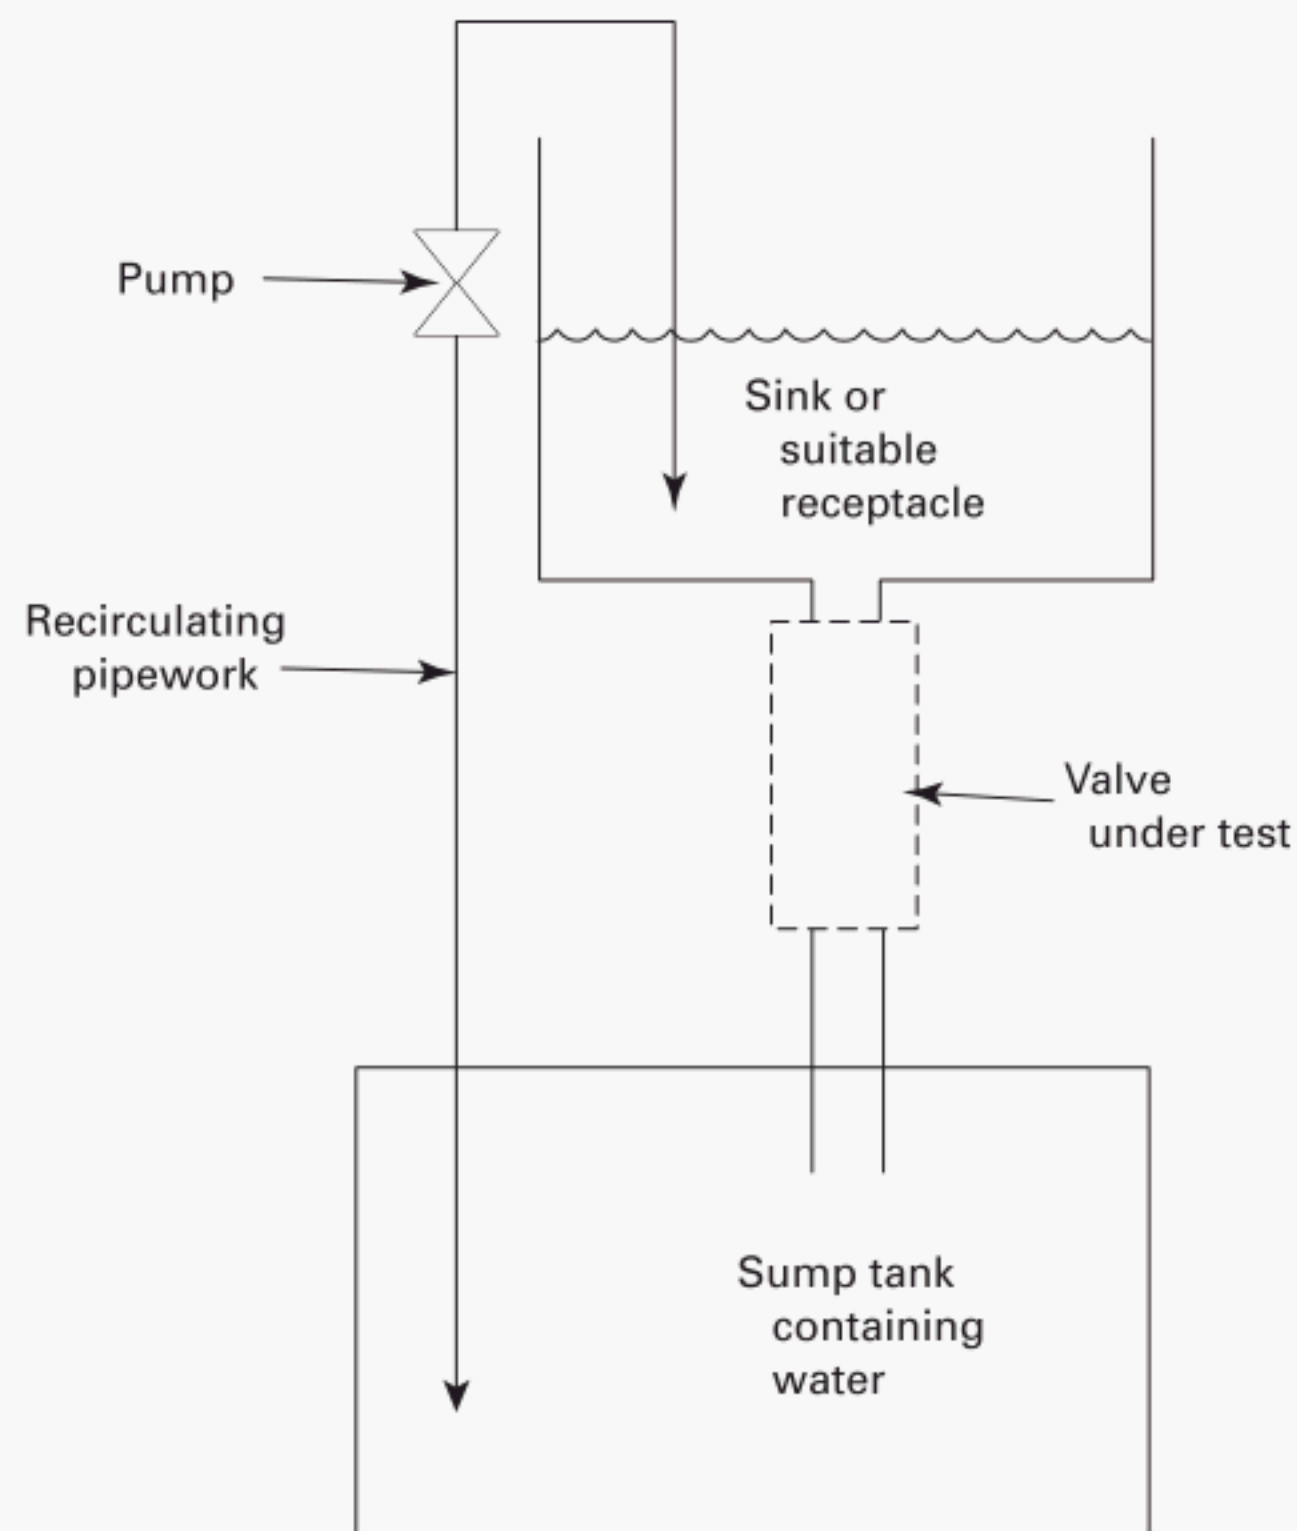 Pump
Sink or
suitable
receptacle
Recirculating
pipework
Valve
under test
Sump tank
containing
water